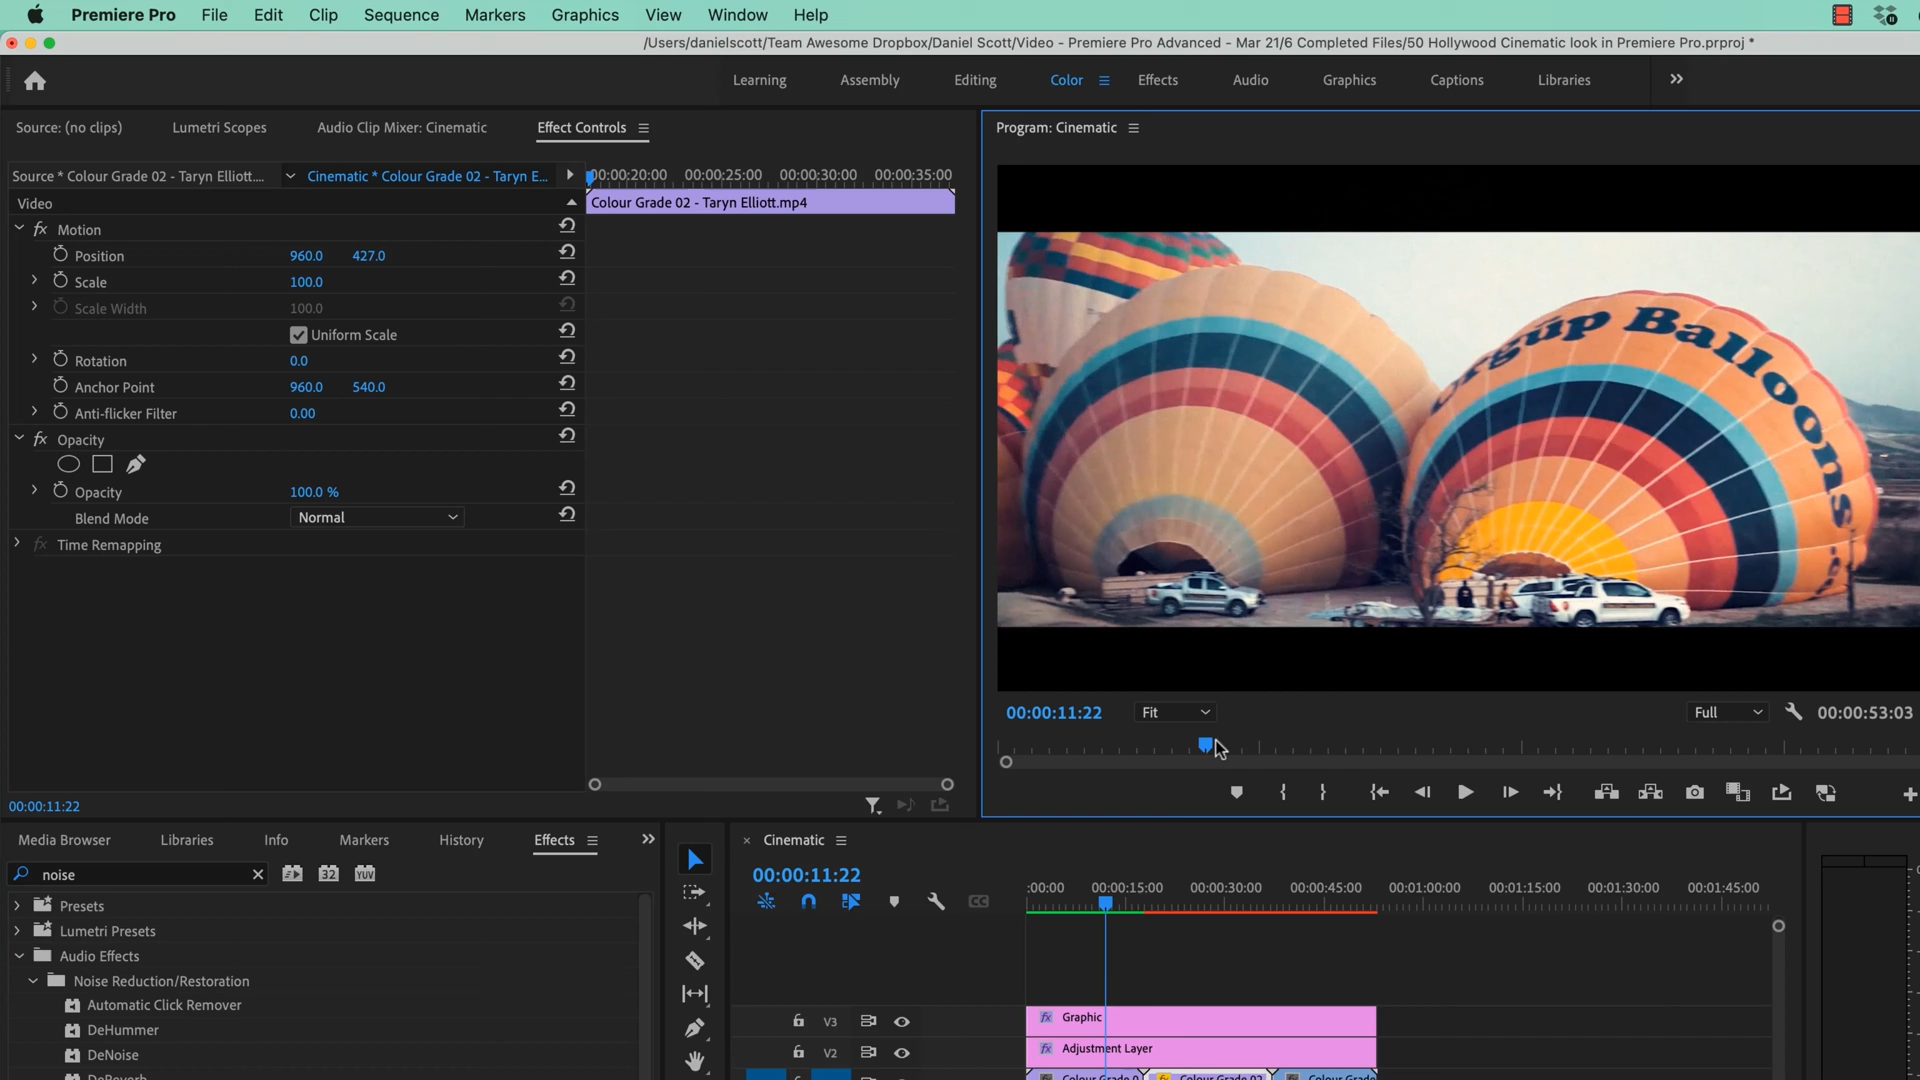 Premiere Pro File Edit Clip Sequence Markers Graphics View Window Help
/Users/danielscott/Team Awesome Dropbox/Daniel Scott/Video - Premiere Pro Advanced - Mar 21/6 Completed Files/50 Hollywood Cinematic look in Premiere Pro.prproj *
Learning Assembly Editing Color Effects Audio Graphics Captions Libraries
Source: (no clips) Lumetri Scopes Audio Clip Mixer: Cinematic Effect Controls
Program: Cinematic
Source * Colour Grade 02 - Taryn Elliott.... Cinematic * Colour Grade 02 - Taryn E...
00:00:20:00 00:00:25:00 00:00:30:00 00:00:35:00
Video
Colour Grade 02 - Taryn Elliott.mp4
fx Motion
Position 960.0 427.0
Scale 100.0
Scale Width 100.0
Uniform Scale
Rotation 0.0
Anchor Point 960.0 540.0
Anti-flicker Filter 0.00
fx Opacity
Opacity 100.0 %
Blend Mode Normal
fx Time Remapping
Balloons
00:00:11:22 Fit Full 00:00:53:03
00:00:11:22
Media Browser Libraries Info Markers History Effects
noise
32 YUV
Presets
Lumetri Presets
Audio Effects
Noise Reduction/Restoration
Automatic Click Remover
DeHummer
DeNoise
DeReverb
Cinematic
00:00:11:22
CC
:00:00 00:00:15:00 00:00:30:00 00:00:45:00 00:01:00:00 00:01:15:00 00:01:30:00 00:01:45:00
V3 fx Graphic
V2 fx Adjustment Layer
Colour Grade 0 Colour Grade 02 Colour Grade